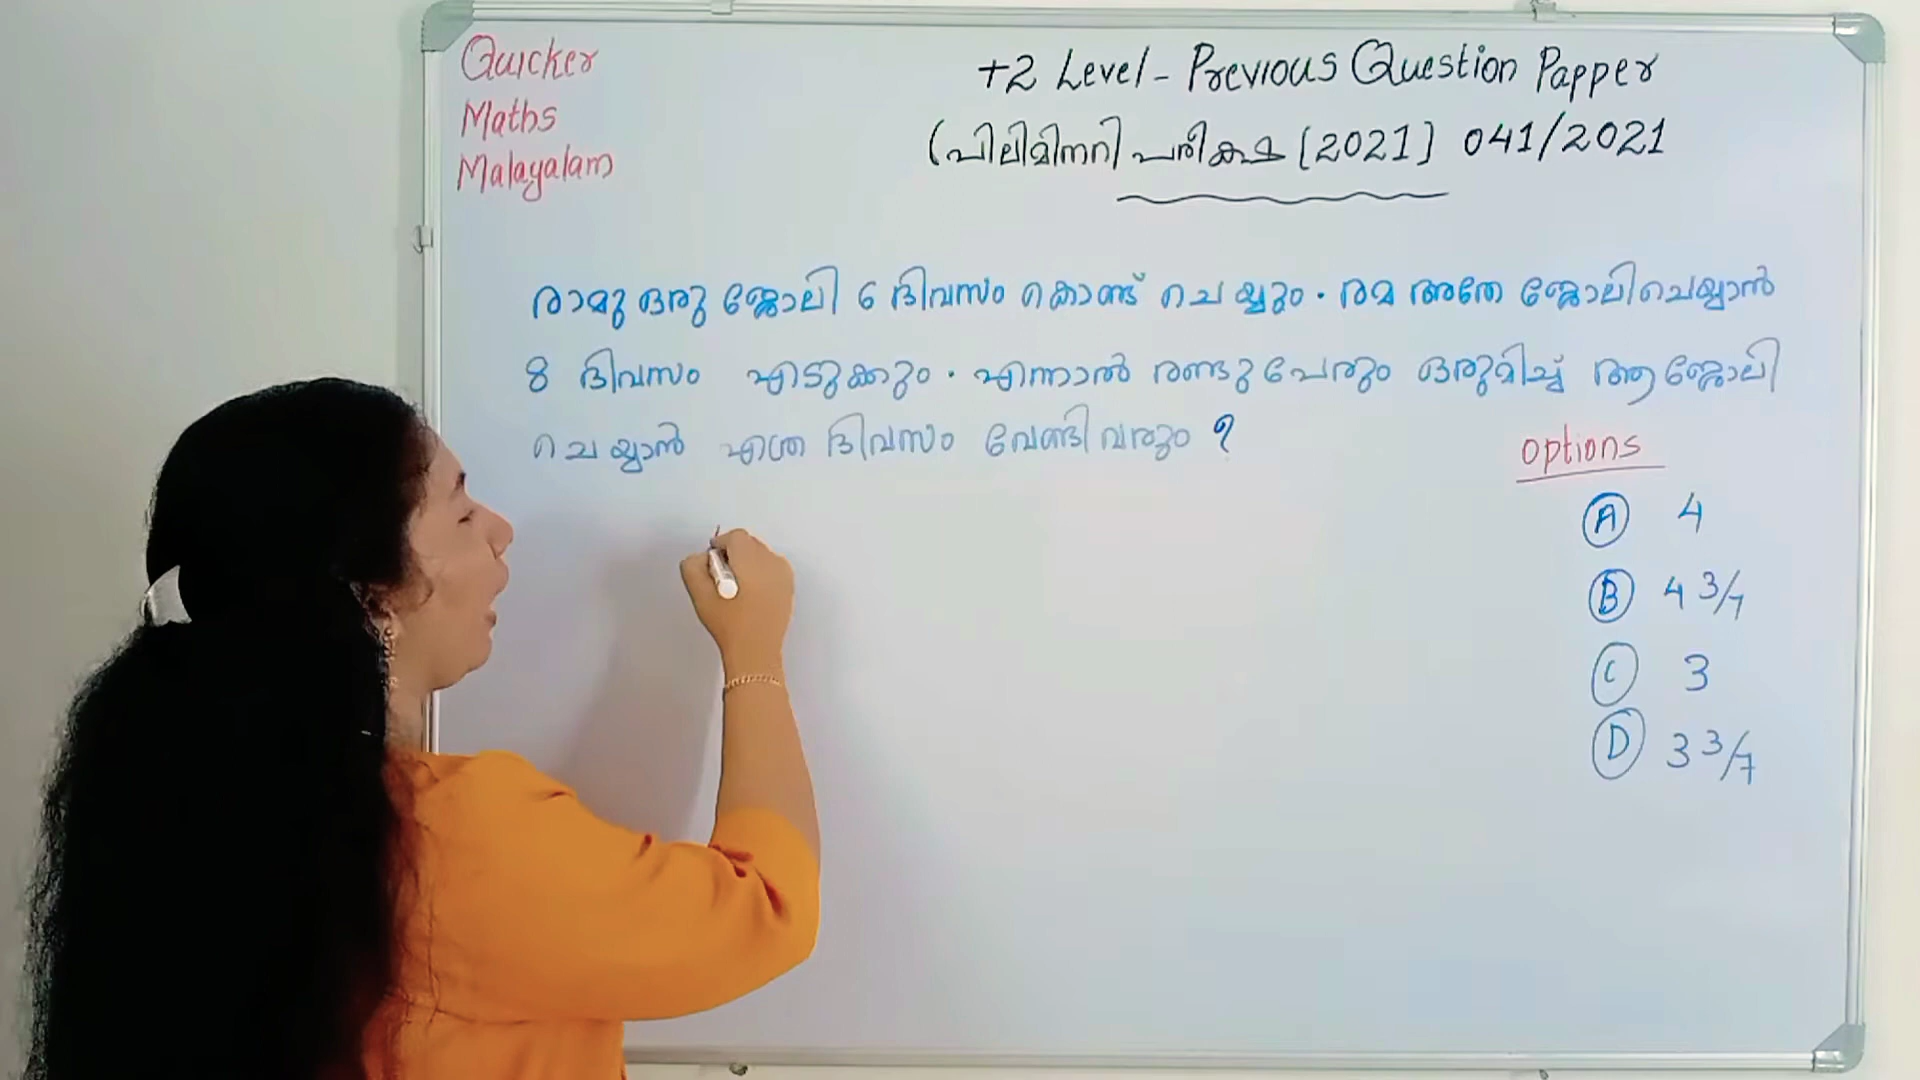 Quicker
Maths
Malayalam
+2 Level - Previous Question Papper
(പിലിമിനറി പരീക്ഷ [2021] 041/2021
രാമു ഒരു ജോലി 6 ദിവസം കൊണ്ട് ചെയ്യും. രമ അതേ ജോലി ചെയ്യാൻ
8 ദിവസം എടുക്കും. എന്നാൽ രണ്ടുപേരും ഒരുമിച്ച് ആ ജോലി
ചെയ്യാൻ എത്ര ദിവസം വേണ്ടി വരും ?
options
A 4
B 4 3/7
C 3
D 3 3/7